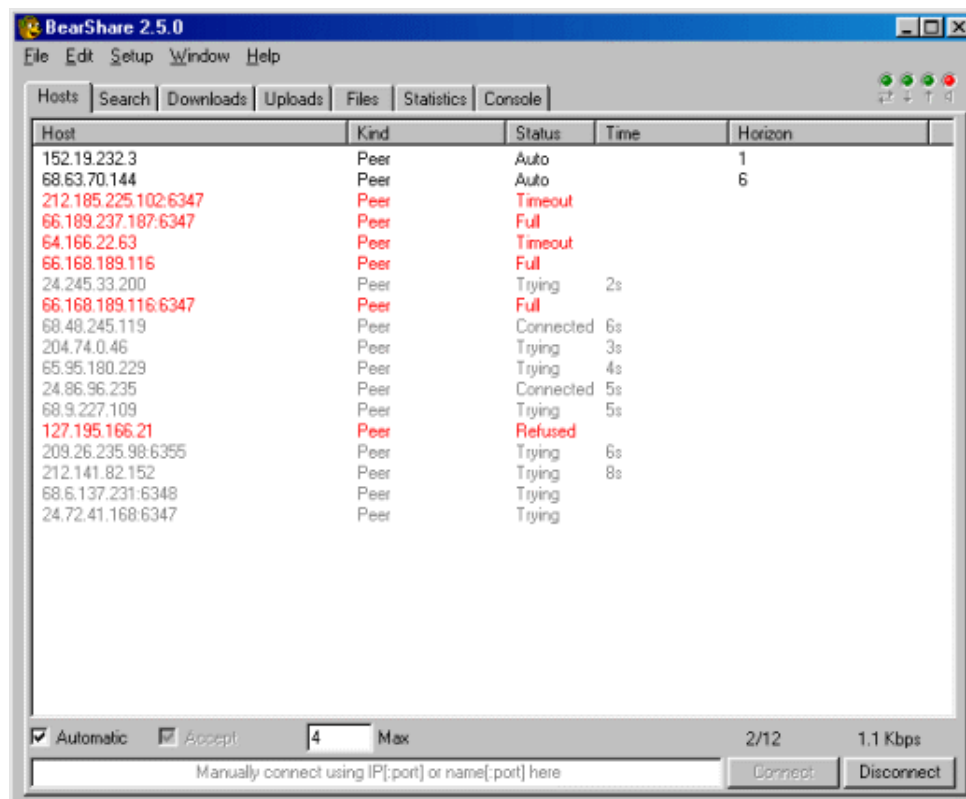 BearShare 2.5.0
File Edit Setup Window Help
Hosts Search Downloads Uploads Files Statistics Console
Host Kind Status Time Horizon
152.19.232.3 Peer Auto 1
68.63.70.144 Peer Auto 6
212.185.225.102:6347 Peer Timeout
66.189.237.187:6347 Peer Full
64.166.22.63 Peer Timeout
66.168.189.116 Peer Full
24.245.33.200 Peer Trying 2s
66.168.189.116:6347 Peer Full
68.48.245.119 Peer Connected 6s
204.74.0.46 Peer Trying 3s
65.95.180.229 Peer Trying 4s
24.86.96.235 Peer Connected 5s
68.9.227.109 Peer Trying 5s
127.195.166.21 Peer Refused
209.26.235.98:6355 Peer Trying 6s
212.141.82.152 Peer Trying 8s
68.6.137.231:6348 Peer Trying
24.72.41.168:6347 Peer Trying
Automatic Accept 4 Max 2/12 1.1 Kbps
Manually connect using IP[:port] or name[:port] here Connect Disconnect